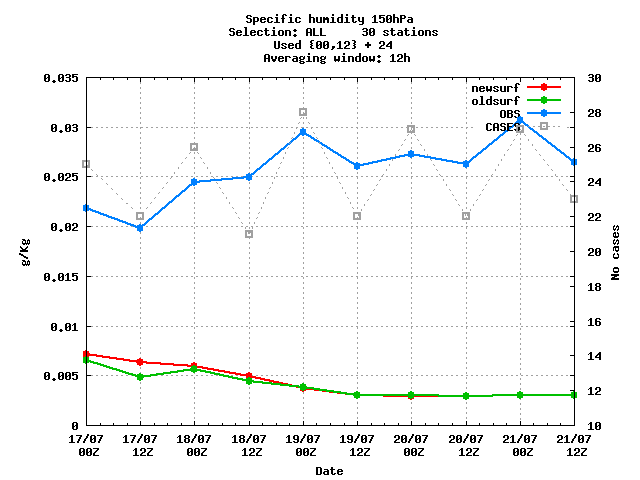 Specific humidity 150hPa
Selection: ALL 30 stations
Used {00,12} + 24
Averaging window: 12h
newsurf
oldsurf
OBS
CASES
0.035
0.03
0.025
0.02
0.015
0.01
0.005
0
g/Kg
30
28
26
24
22
20
18
16
14
12
10
No cases
17/07 17/07 18/07 18/07 19/07 19/07 20/07 20/07 21/07 21/07
00Z 12Z 00Z 12Z 00Z 12Z 00Z 12Z 00Z 12Z
Date